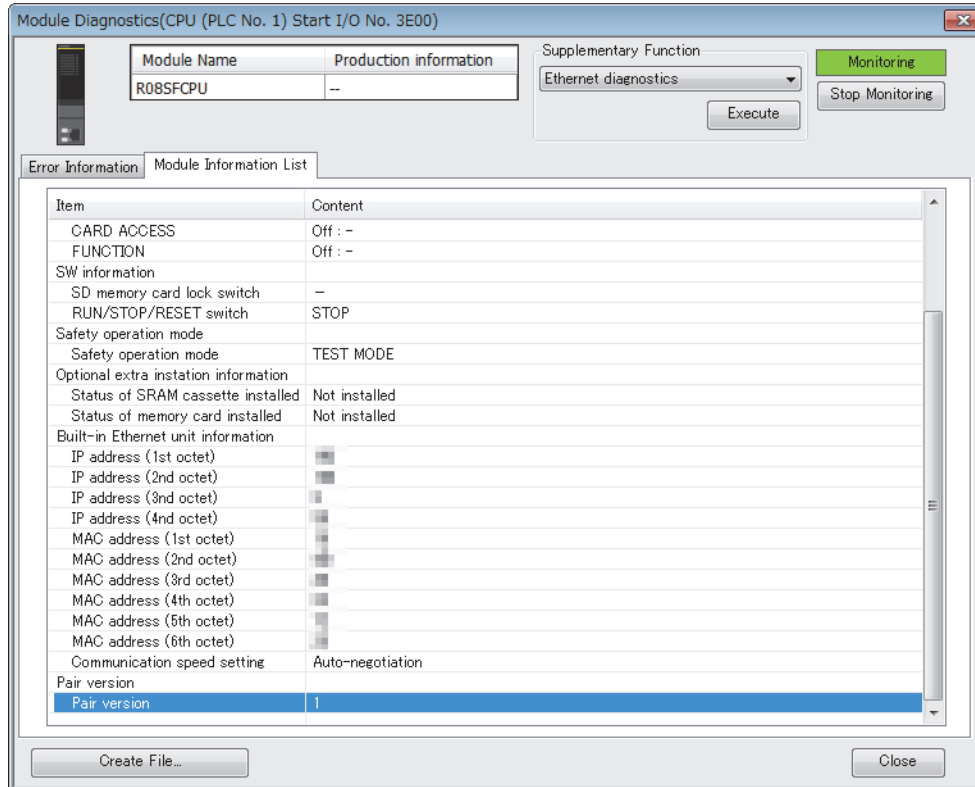 Module Diagnostics(CPU (PLC No. 1) Start I/O No. 3E00)
Module Name Production information
R08SFCPU --
Supplementary Function
Ethernet diagnostics
Execute
Monitoring
Stop Monitoring
Error Information Module Information List
Item Content
CARD ACCESS Off : -
FUNCTION Off : -
SW information
SD memory card lock switch -
RUN/STOP/RESET switch STOP
Safety operation mode
Safety operation mode TEST MODE
Optional extra instation information
Status of SRAM cassette installed Not installed
Status of memory card installed Not installed
Built-in Ethernet unit information
IP address (1st octet)
IP address (2nd octet)
IP address (3nd octet)
IP address (4nd octet)
MAC address (1st octet)
MAC address (2nd octet)
MAC address (3rd octet)
MAC address (4th octet)
MAC address (5th octet)
MAC address (6th octet)
Communication speed setting Auto-negotiation
Pair version
Pair version 1
Create File...
Close